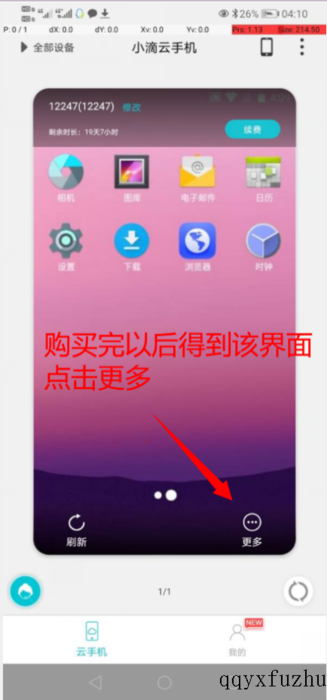 26% 04:10
P: 0 / 1 dX: 0.0 dY: 0.0 Xv: 0.0 Yv: 0.0 Prs: 1.13 Size: 214.50
全部设备 小滴云手机
12247(12247) 修改
剩余时长：19天7小时 续费
相机 图库 电子邮件 日历
设置 下载 浏览器 时钟
购买完以后得到该界面
点击更多
刷新 更多
1/1
NEW
云手机 我的
qqyxfuzhu